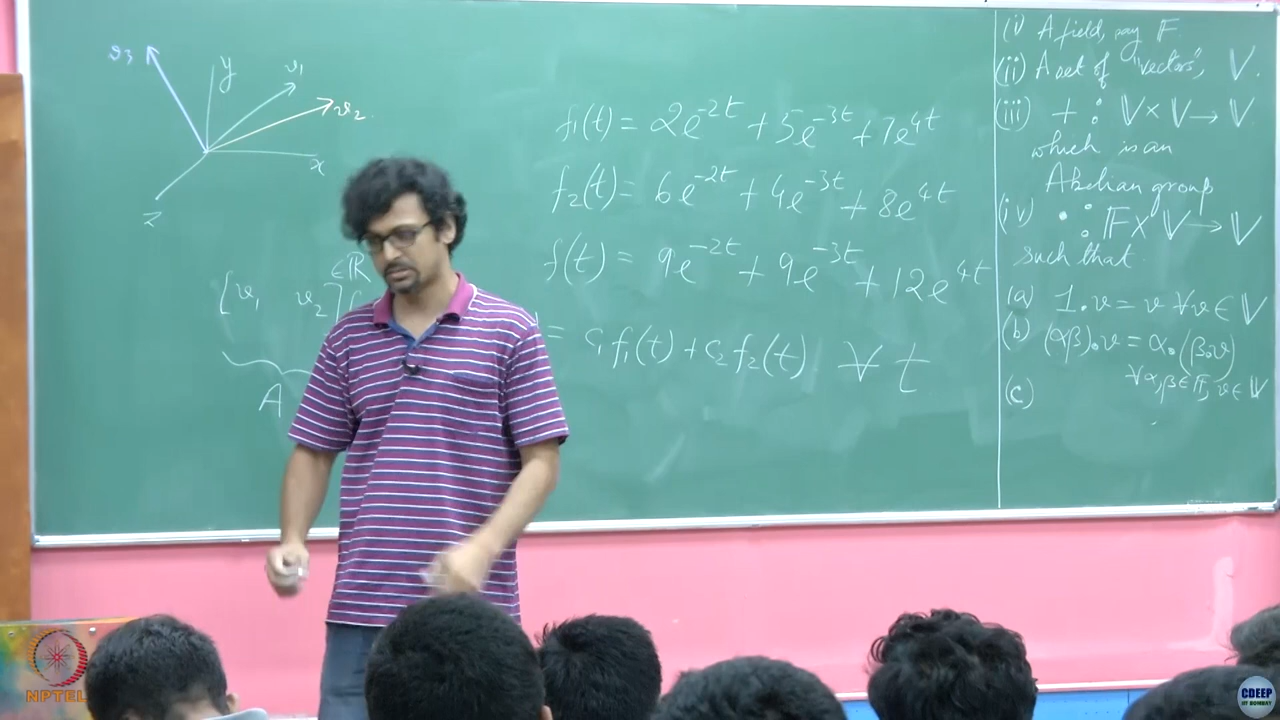 v3
y
v1
v2
x
z
[v1 v2] ∈ ℝ
A
f1(t) = 2e^-2t + 5e^-3t + 7e^4t
f2(t) = 6e^-2t + 4e^-3t + 8e^4t
f(t) = 9e^-2t + 9e^-3t + 12e^4t
= c1 f1(t) + c2 f2(t) ∀ t
(i) A field, say F.
(ii) A set of "vectors", V.
(iii) + : V × V → V
which is an
Abelian group
(iv) • : F × V → V
such that
(a) 1.v = v ∀ v ∈ V
(b) (αβ).v = α.(β.v)
∀ α,β ∈ F, v ∈ V
(c)
NPTEL
CDEEP
IIT BOMBAY